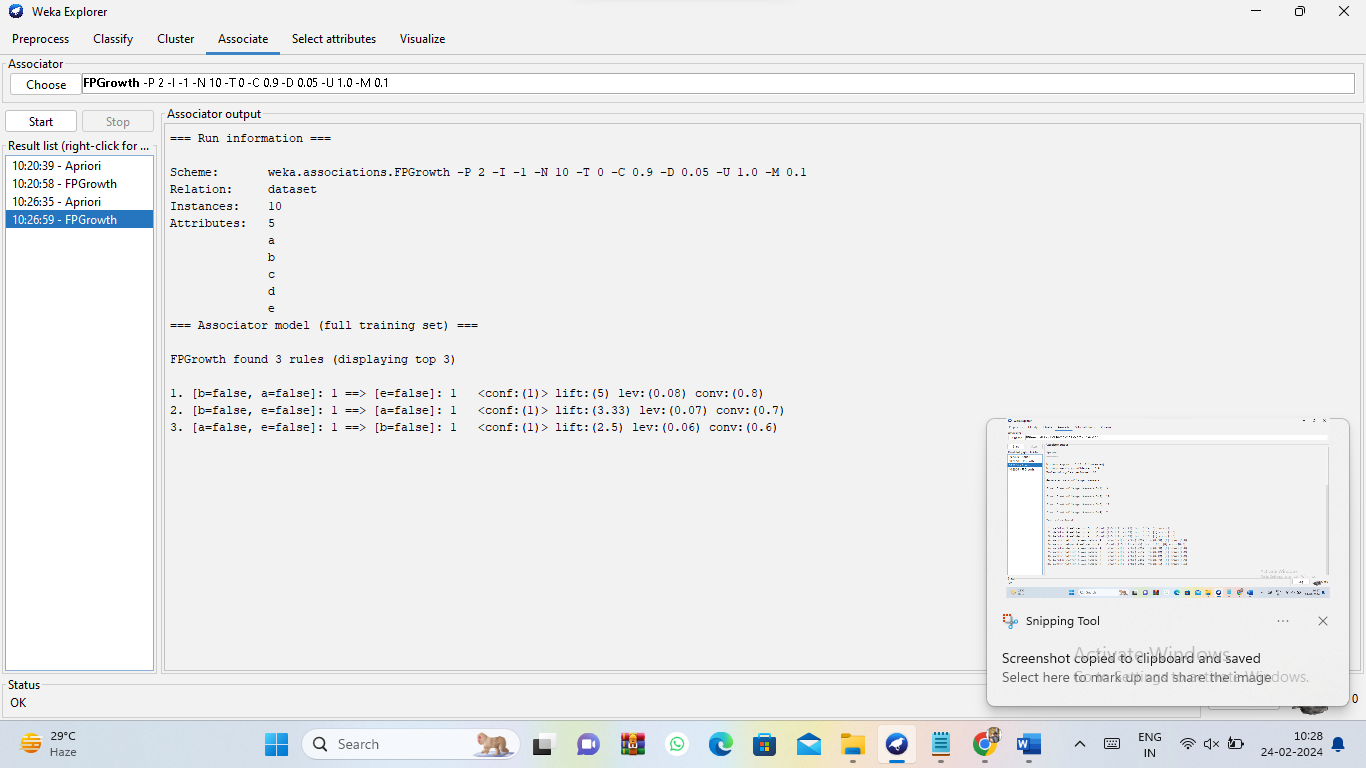 Weka Explorer
Preprocess Classify Cluster Associate Select attributes Visualize
Associator
Choose FPGrowth -P 2 -I -1 -N 10 -T 0 -C 0.9 -D 0.05 -U 1.0 -M 0.1
Start Stop
Result list (right-click for ...
10:20:39 - Apriori
10:20:58 - FPGrowth
10:26:35 - Apriori
10:26:59 - FPGrowth
Associator output
=== Run information ===
Scheme: weka.associations.FPGrowth -P 2 -I -1 -N 10 -T 0 -C 0.9 -D 0.05 -U 1.0 -M 0.1
Relation: dataset
Instances: 10
Attributes: 5
a
b
c
d
e
=== Associator model (full training set) ===
FPGrowth found 3 rules (displaying top 3)
1. [b=false, a=false]: 1 ==> [e=false]: 1 <conf:(1)> lift:(5) lev:(0.08) conv:(0.8)
2. [b=false, e=false]: 1 ==> [a=false]: 1 <conf:(1)> lift:(3.33) lev:(0.07) conv:(0.7)
3. [a=false, e=false]: 1 ==> [b=false]: 1 <conf:(1)> lift:(2.5) lev:(0.06) conv:(0.6)
Snipping Tool
Activate Windows
Screenshot copied to clipboard and saved
Go to Settings to activate Windows.
Select here to mark up and share the image
Status
OK
0
29°C
Haze
Search
ENG
IN
10:28
24-02-2024